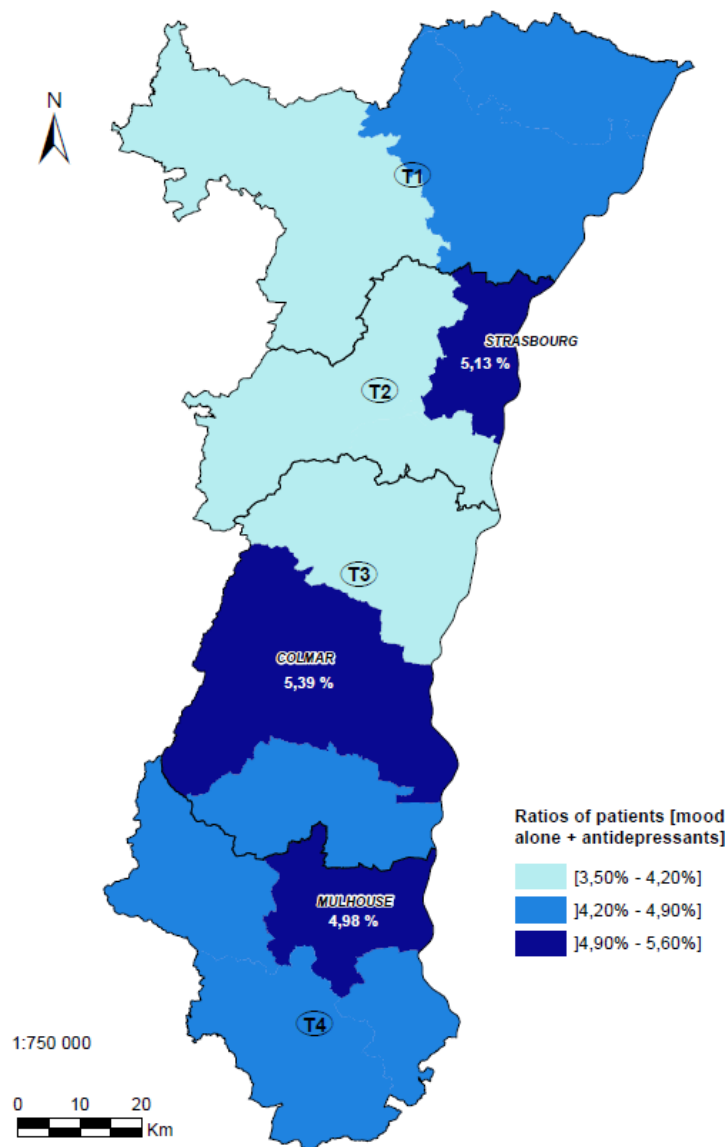 N
T1
STRASBOURG
5,13 %
T2
T3
COLMAR
5,39 %
Ratios of patients [mood
alone + antidepressants]
[3,50% - 4,20%]
]4,20% - 4,90%]
]4,90% - 5,60%]
MULHOUSE
4,98 %
T4
1:750 000
0 10 20
Km